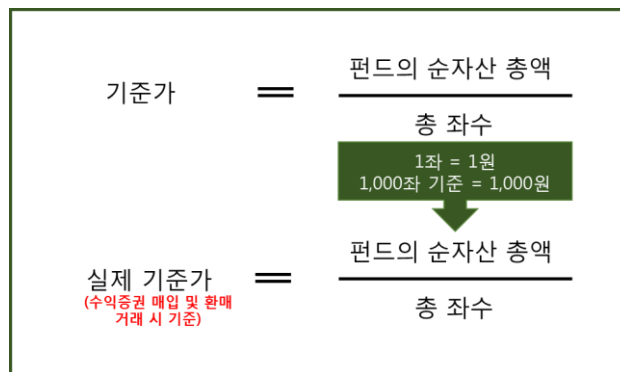 기준가 = 펀드의 순자산 총액
총 좌수
1좌 = 1원
1,000좌 기준 = 1,000원
실제 기준가 = 펀드의 순자산 총액
(수익증권 매입 및 환매
거래 시 기준)
총 좌수